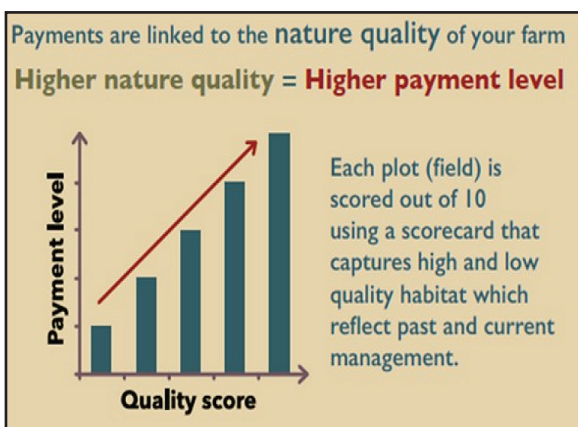 Payments are linked to the nature quality of your farm
Higher nature quality = Higher payment level
Payment level
Quality score
Each plot (field) is
scored out of 10
using a scorecard that
captures high and low
quality habitat which
reflect past and current
management.